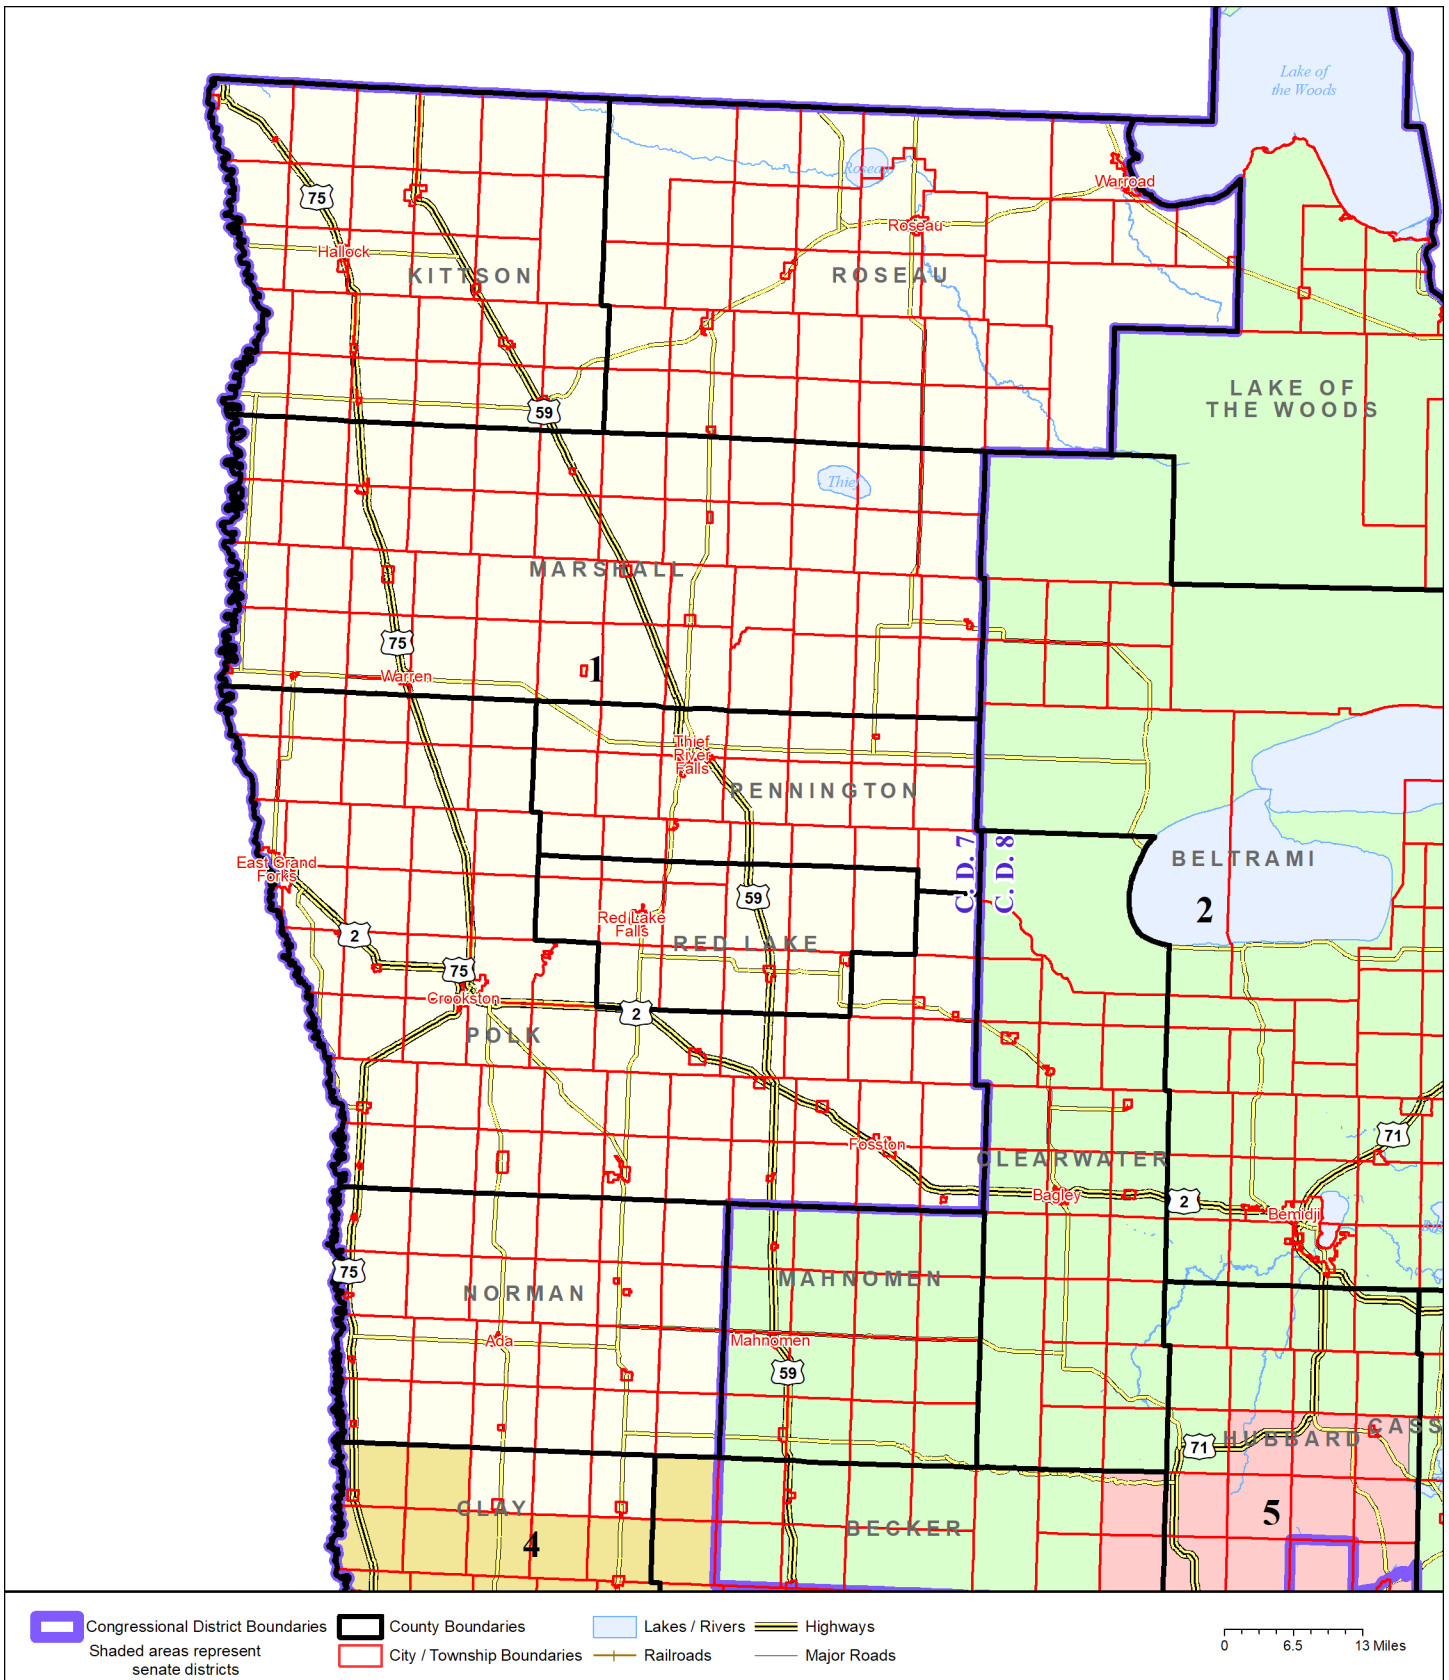 Lake of
the Woods
Roseau
Warroad
75
Roseau
Hallock
KITTSON
ROSEAU
LAKE OF
THE WOODS
59
Thief
MARSHALL
75
1
Warren
Thief
River
Falls
PENNINGTON
C. D. 7
C. D. 8
East Grand
Forks
BELTRAMI
59
2
Red Lake
Falls
2
RED LAKE
75
Crookston
2
POLK
71
Fosston
CLEARWATER
Bagley
2
Bemidji
75
MAHNOMEN
NORMAN
Ada
Mahnomen
59
CASS
HUBBARD
71
CLAY
5
BECKER
4
Congressional District Boundaries
Shaded areas represent
senate districts
County Boundaries
City / Township Boundaries
Lakes / Rivers
Railroads
Highways
Major Roads
0 6.5 13 Miles